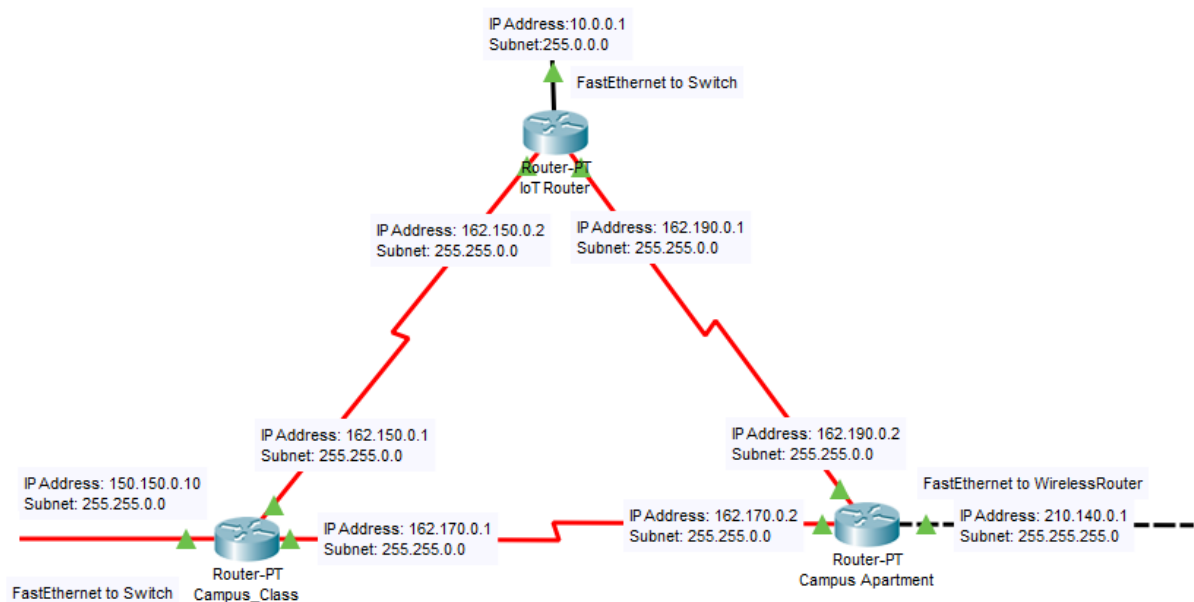 IP Address:10.0.0.1
Subnet:255.0.0.0
FastEthernet to Switch
Router-PT
IoT Router
IP Address: 162.150.0.2
Subnet: 255.255.0.0
IP Address: 162.190.0.1
Subnet: 255.255.0.0
IP Address: 162.150.0.1
Subnet: 255.255.0.0
IP Address: 162.190.0.2
Subnet: 255.255.0.0
IP Address: 150.150.0.10
Subnet: 255.255.0.0
FastEthernet to WirelessRouter
IP Address: 162.170.0.1
Subnet: 255.255.0.0
IP Address: 162.170.0.2
Subnet: 255.255.0.0
IP Address: 210.140.0.1
Subnet: 255.255.255.0
Router-PT
Campus_Class
Router-PT
Campus Apartment
FastEthernet to Switch